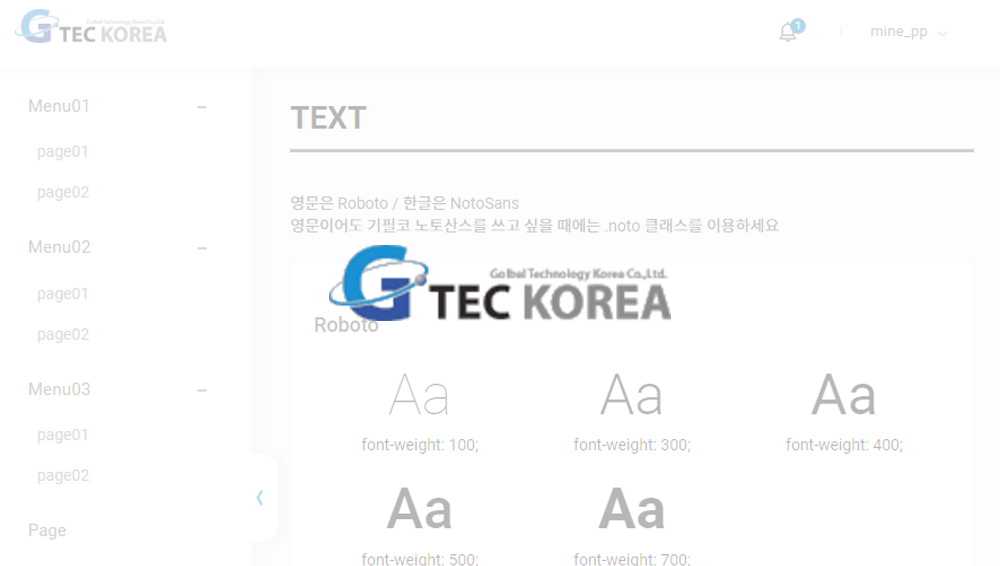 Golbal Technology Korea Co.,Ltd.
G TEC KOREA
1
mine_pp
Menu01
page01
page02
Menu02
page01
page02
Menu03
page01
page02
Page
TEXT
영문은 Roboto / 한글은 NotoSans
영문이어도 기필코 노토산스를 쓰고 싶을 때에는 .noto 클래스를 이용하세요
Golbal Technology Korea Co.,Ltd.
G TEC KOREA
Roboto
Aa Aa Aa
font-weight: 100; font-weight: 300; font-weight: 400;
Aa Aa
font-weight: 500; font-weight: 700;